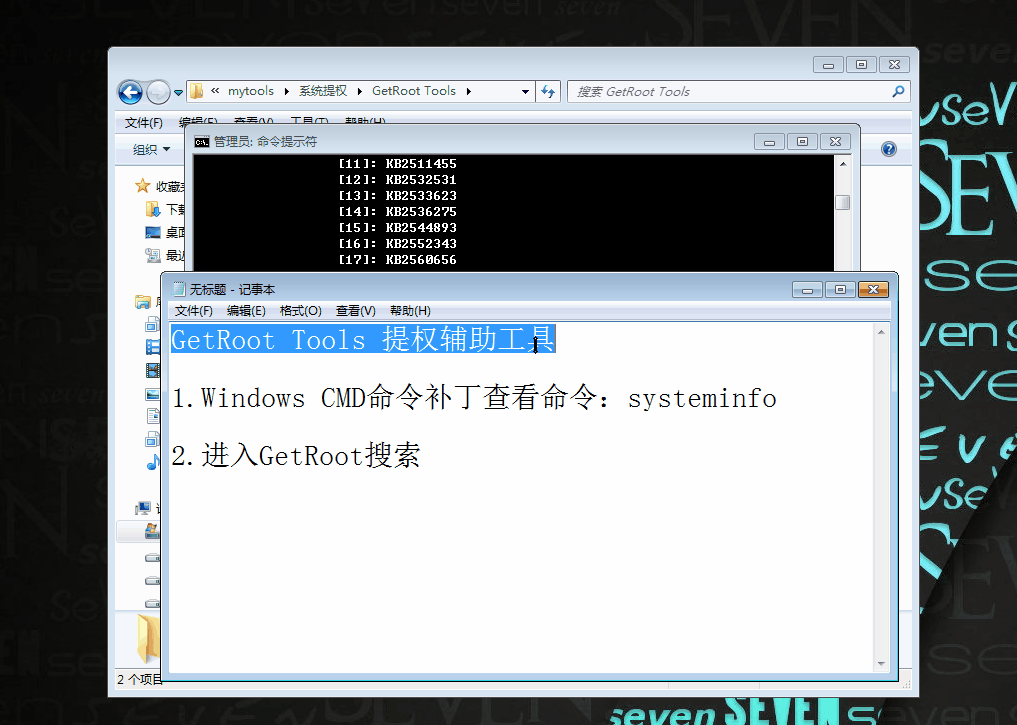 « mytools ▸ 系统提权 ▸ GetRoot Tools ▸
搜索 GetRoot Tools
文件(F) 编辑(E) 查看(V) 工具(T) 帮助(H)
组织
管理员: 命令提示符
[11]: KB2511455
[12]: KB2532531
[13]: KB2533623
[14]: KB2536275
[15]: KB2544893
[16]: KB2552343
[17]: KB2560656
收藏夹
下载
桌面
最近
无标题 - 记事本
文件(F) 编辑(E) 格式(O) 查看(V) 帮助(H)
GetRoot Tools 提权辅助工具
1.Windows CMD命令补丁查看命令：systeminfo
2.进入GetRoot搜索
2 个项目
SEVEN
seven
seven SEVEN